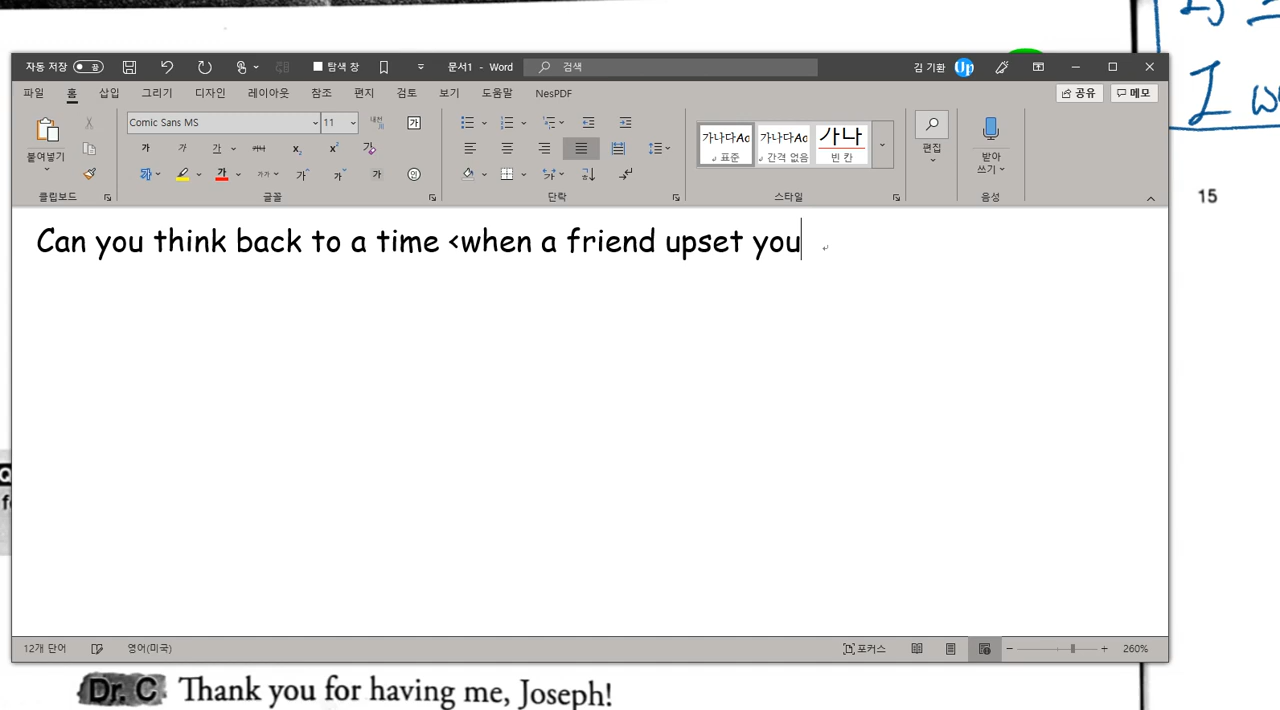 I
자동 저장 끔 탐색 창 문서1 - Word 검색 김 기환 Up
파일 홈 삽입 그리기 디자인 레이아웃 참조 편지 검토 보기 도움말 NesPDF 공유 메모
Comic Sans MS 11 가나다Ac 가나다Ac 가나
표준 간격 없음 빈 칸
붙여넣기 편집 받아 쓰기
클립보드 글꼴 단락 스타일 음성
15
Can you think back to a time <when a friend upset you
12개 단어 영어(미국) 포커스 260%
Dr. C Thank you for having me, Joseph!